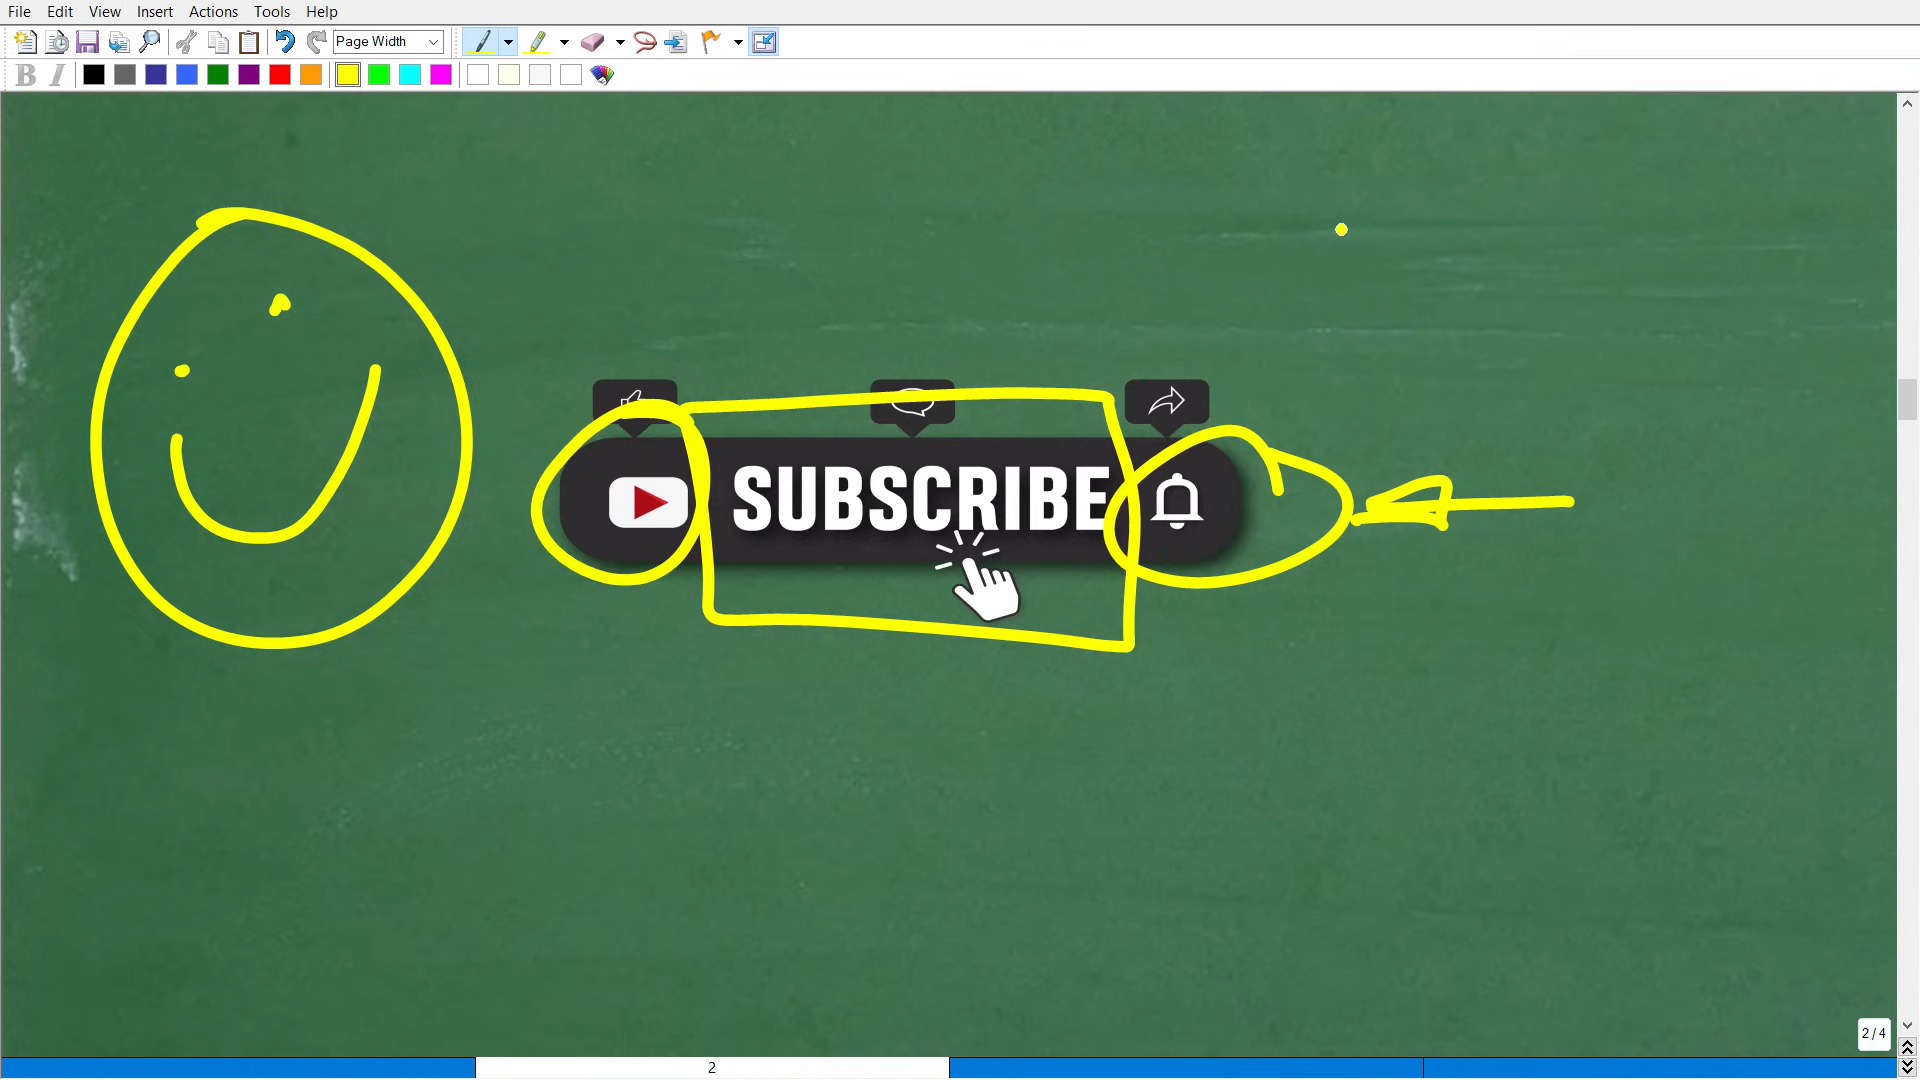 File Edit View Insert Actions Tools Help
Page Width
B I
SUBSCRIBE
2 / 4
2